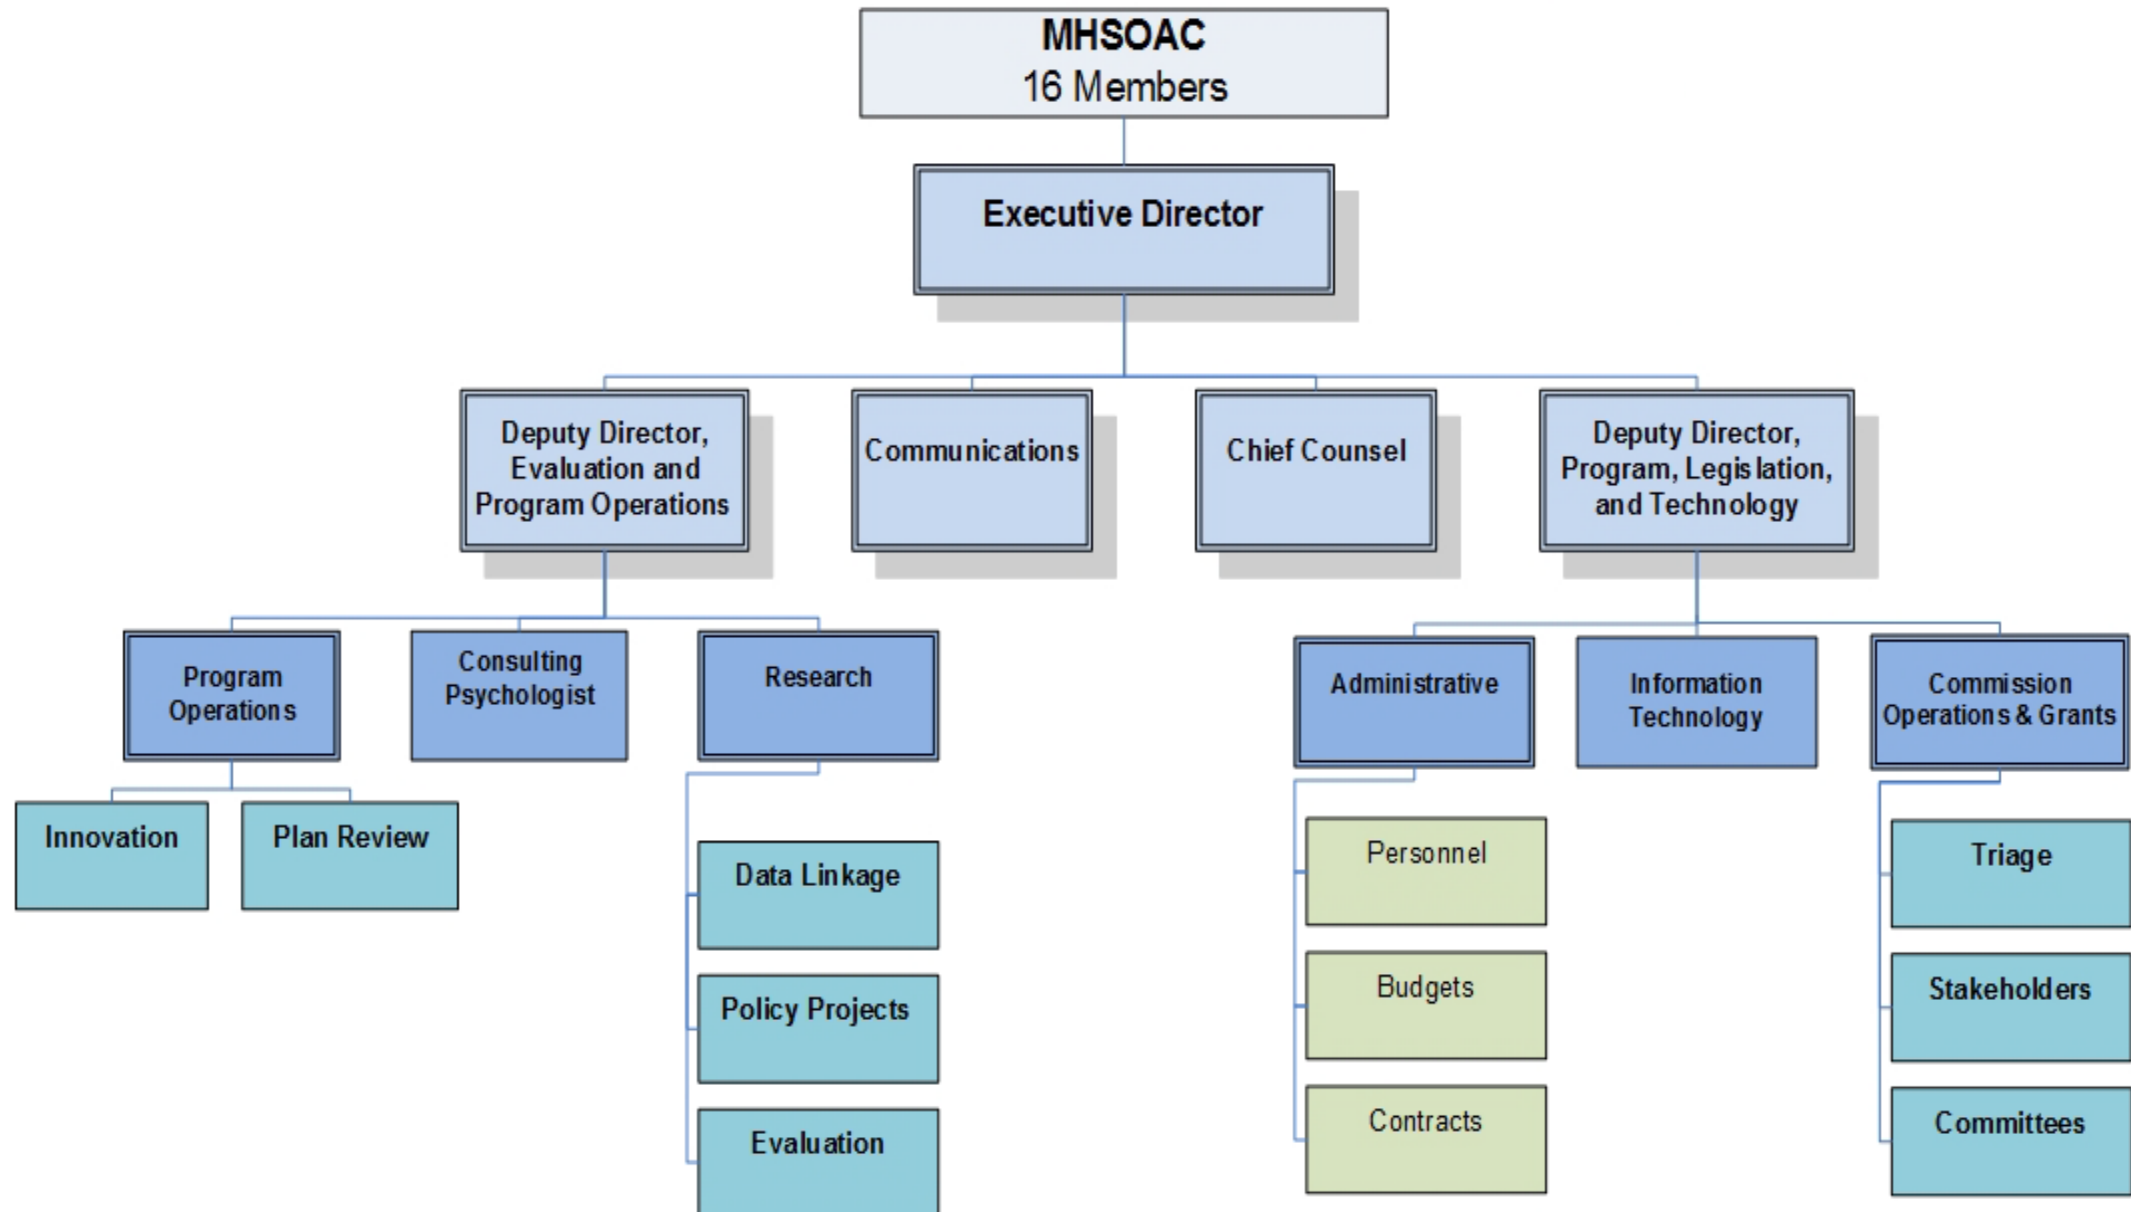 MHSOAC
16 Members
Executive Director
Deputy Director,
Evaluation and
Program Operations
Communications
Chief Counsel
Deputy Director,
Program, Legislation,
and Technology
Program
Operations
Consulting
Psychologist
Research
Administrative
Information
Technology
Commission
Operations & Grants
Innovation
Plan Review
Data Linkage
Policy Projects
Evaluation
Personnel
Budgets
Contracts
Triage
Stakeholders
Committees